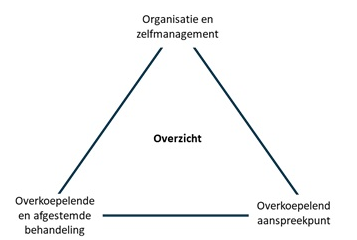 Organisatie en
zelfmanagement
Overzicht
Overkoepelende
en afgestemde
behandeling
Overkoepelend
aanspreekpunt